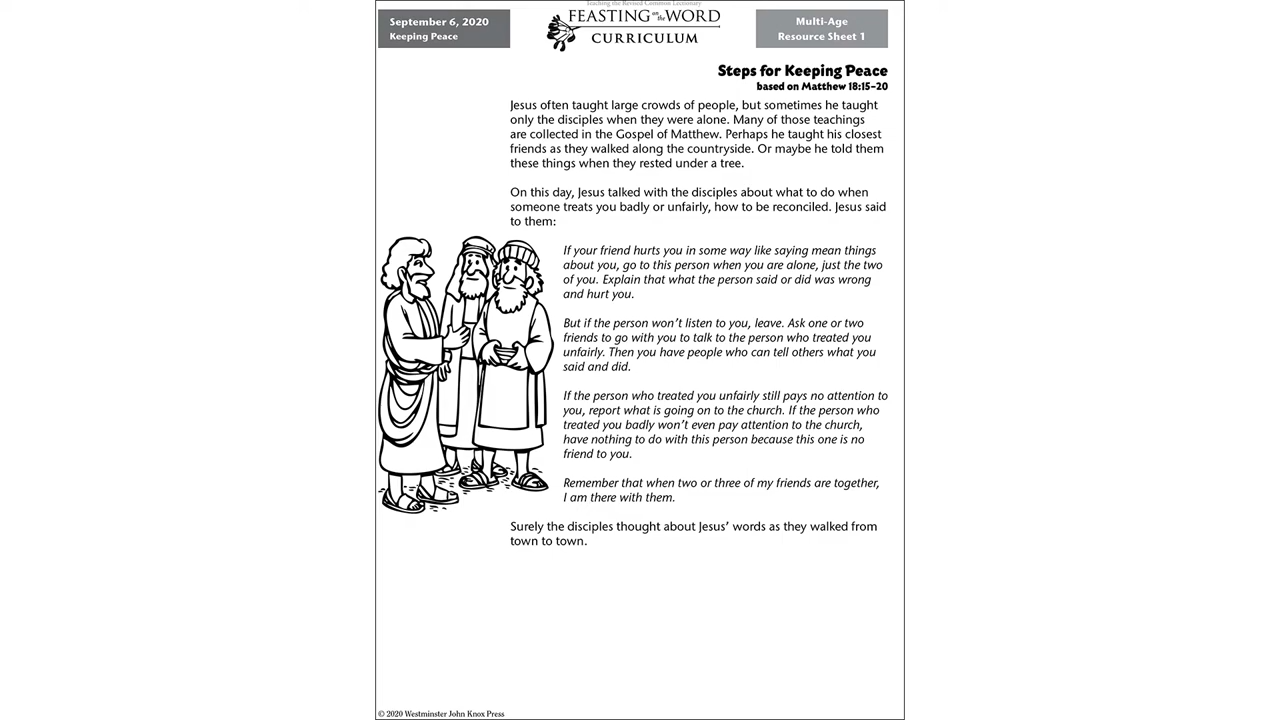 Teaching the Revised Common Lectionary
September 6, 2020
Keeping Peace
FEASTING on the WORD
CURRICULUM
Multi-Age
Resource Sheet 1
Steps for Keeping Peace
based on Matthew 18:15–20
Jesus often taught large crowds of people, but sometimes he taught
only the disciples when they were alone. Many of those teachings
are collected in the Gospel of Matthew. Perhaps he taught his closest
friends as they walked along the countryside. Or maybe he told them
these things when they rested under a tree.
On this day, Jesus talked with the disciples about what to do when
someone treats you badly or unfairly, how to be reconciled. Jesus said
to them:
If your friend hurts you in some way like saying mean things
about you, go to this person when you are alone, just the two
of you. Explain that what the person said or did was wrong
and hurt you.
But if the person won’t listen to you, leave. Ask one or two
friends to go with you to talk to the person who treated you
unfairly. Then you have people who can tell others what you
said and did.
If the person who treated you unfairly still pays no attention to
you, report what is going on to the church. If the person who
treated you badly won’t even pay attention to the church,
have nothing to do with this person because this one is no
friend to you.
Remember that when two or three of my friends are together,
I am there with them.
Surely the disciples thought about Jesus’ words as they walked from
town to town.
© 2020 Westminster John Knox Press